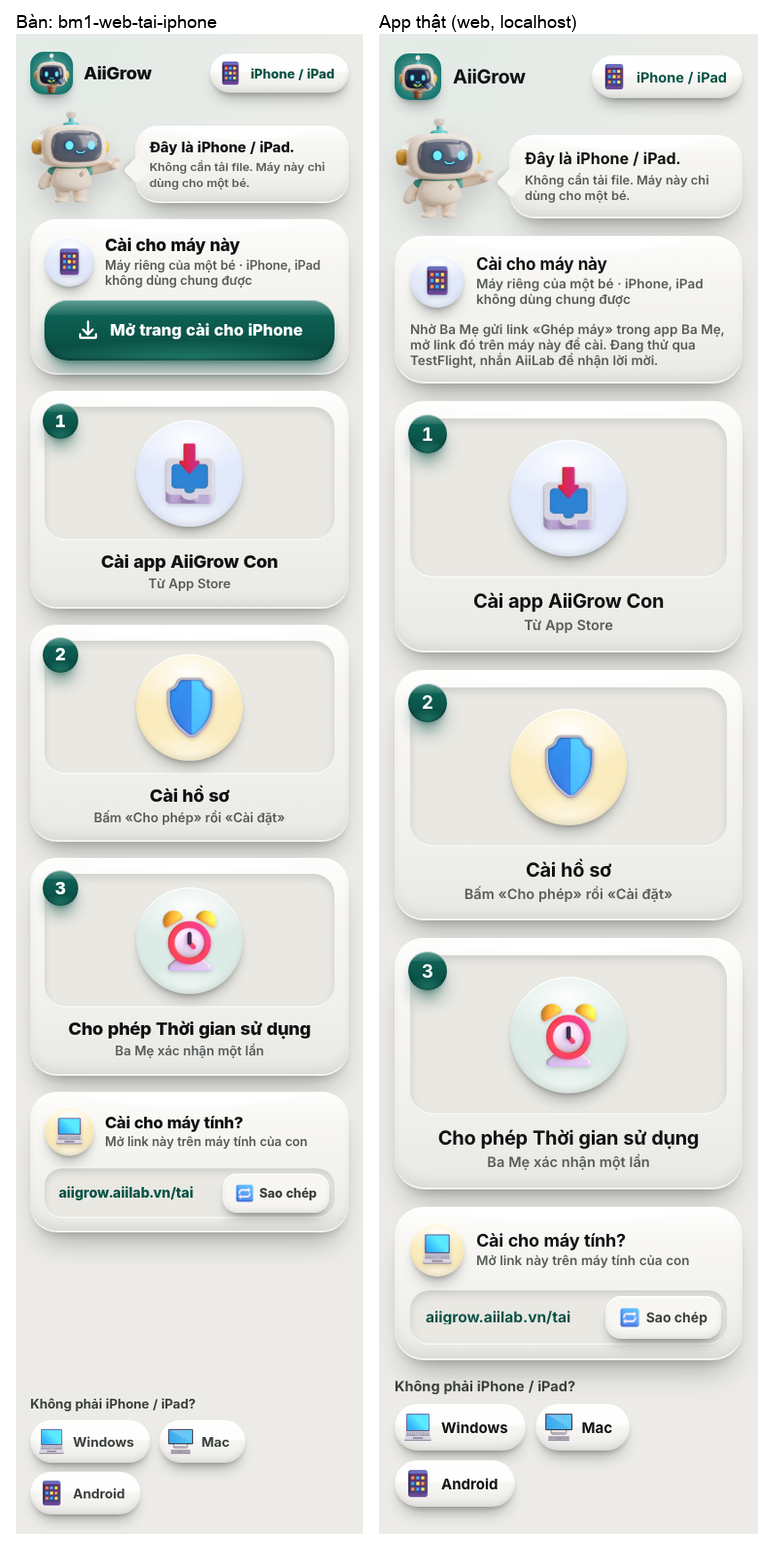 Bàn: bm1-web-tai-iphone
AiiGrow
iPhone / iPad
Đây là iPhone / iPad.
Không cần tải file. Máy này chỉ
dùng cho một bé.
Cài cho máy này
Máy riêng của một bé · iPhone, iPad
không dùng chung được
Mở trang cài cho iPhone
1
Cài app AiiGrow Con
Từ App Store
2
Cài hồ sơ
Bấm «Cho phép» rồi «Cài đặt»
3
Cho phép Thời gian sử dụng
Ba Mẹ xác nhận một lần
Cài cho máy tính?
Mở link này trên máy tính của con
aiigrow.aiilab.vn/tai
Sao chép
Không phải iPhone / iPad?
Windows
Mac
Android
App thật (web, localhost)
AiiGrow
iPhone / iPad
Đây là iPhone / iPad.
Không cần tải file. Máy này chỉ
dùng cho một bé.
Cài cho máy này
Máy riêng của một bé · iPhone, iPad
không dùng chung được
Nhờ Ba Mẹ gửi link «Ghép máy» trong app Ba Mẹ,
mở link đó trên máy này để cài. Đang thử qua
TestFlight, nhắn AiiLab để nhận lời mời.
1
Cài app AiiGrow Con
Từ App Store
2
Cài hồ sơ
Bấm «Cho phép» rồi «Cài đặt»
3
Cho phép Thời gian sử dụng
Ba Mẹ xác nhận một lần
Cài cho máy tính?
Mở link này trên máy tính của con
aiigrow.aiilab.vn/tai
Sao chép
Không phải iPhone / iPad?
Windows
Mac
Android